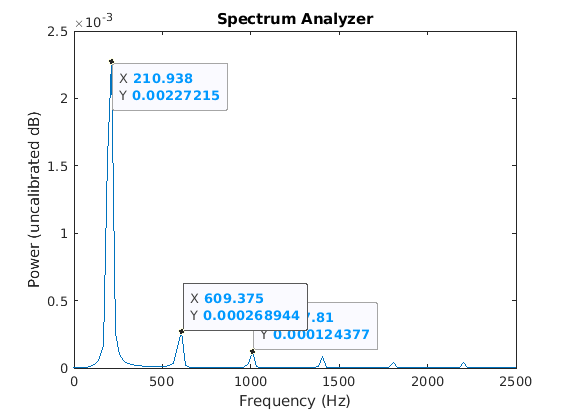 Spectrum Analyzer
×10⁻³
2.5
2
1.5
1
0.5
0
Power (uncalibrated dB)
X 210.938
Y 0.00227215
X 609.375
Y 0.000268944
7.81
Y 0.000124377
0 500 1000 1500 2000 2500
Frequency (Hz)